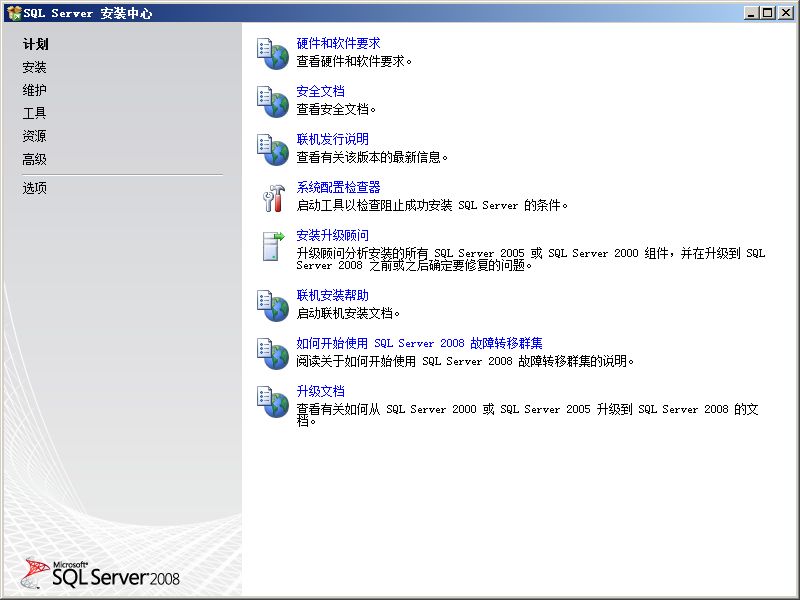 SQL Server 安装中心
计划
安装
维护
工具
资源
高级
选项
硬件和软件要求
查看硬件和软件要求。
安全文档
查看安全文档。
联机发行说明
查看有关该版本的最新信息。
系统配置检查器
启动工具以检查阻止成功安装 SQL Server 的条件。
安装升级顾问
升级顾问分析安装的所有 SQL Server 2005 或 SQL Server 2000 组件，并在升级到 SQL
Server 2008 之前或之后确定要修复的问题。
联机安装帮助
启动联机安装文档。
如何开始使用 SQL Server 2008 故障转移群集
阅读关于如何开始使用 SQL Server 2008 故障转移群集的说明。
升级文档
查看有关如何从 SQL Server 2000 或 SQL Server 2005 升级到 SQL Server 2008 的文
档。
Microsoft®
SQL Server 2008